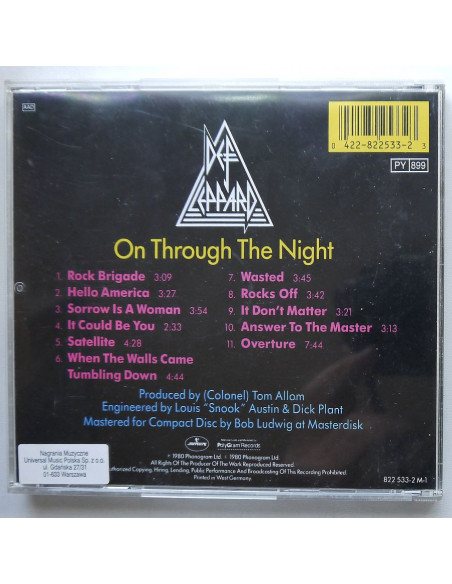 AAD
DEF
LEPPARD
0 422-822533-2 3
PY 899
On Through The Night
1. Rock Brigade 3:09
2. Hello America 3:27
3. Sorrow Is A Woman 3:54
4. It Could Be You 2:33
5. Satellite 4:28
6. When The Walls Came
Tumbling Down 4:44
7. Wasted 3:45
8. Rocks Off 3:42
9. It Don't Matter 3:21
10. Answer To The Master 3:13
11. Overture 7:44
Produced by (Colonel) Tom Allom
Engineered by Louis "Snook" Austin & Dick Plant
Mastered for Compact Disc by Bob Ludwig at Masterdisk
PolyGram Records
℗ 1980 Phonogram Ltd. © 1980 Phonogram Ltd.
All Rights Of The Producer Of The Work Reproduced Reserved.
Copying, Hiring, Lending, Public Performance And Broadcasting Of This Recording Prohibited.
Printed in West Germany.
Nagrania Muzyczne
Universal Music Polska Sp. z o.o.
ul. Gdańska 27/31
01-633 Warszawa
822 533-2 M-1